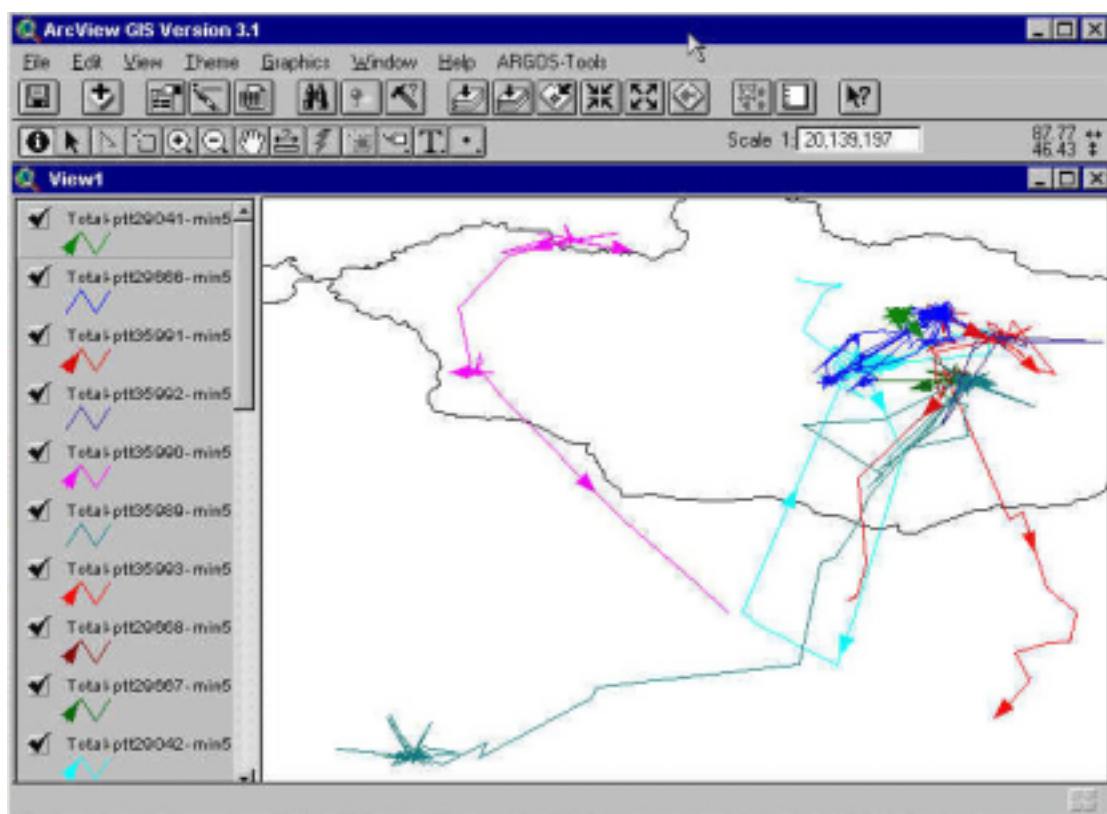 ArcView GIS Version 3.1
File Edit View Theme Graphics Window Help ARGOS-Tools
Scale 1: 20,139,197
87.77
46.43
View1
Total-ptt29041-min5
Total-ptt29666-min5
Total-ptt35991-min5
Total-ptt35992-min5
Total-ptt35990-min5
Total-ptt35989-min5
Total-ptt35993-min5
Total-ptt29668-min5
Total-ptt29667-min5
Total-ptt29042-min5